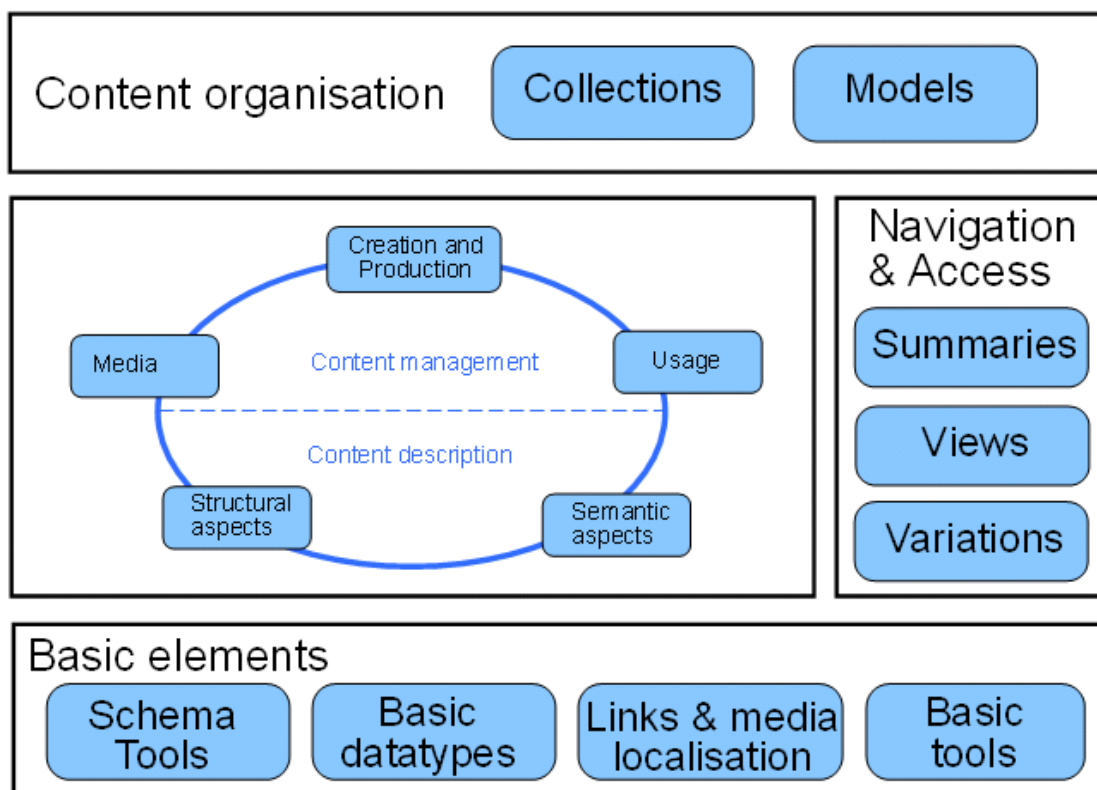 Content organisation
Collections
Models
Creation and
Production
Media
Content management
Usage
Content description
Structural
aspects
Semantic
aspects
Navigation
& Access
Summaries
Views
Variations
Basic elements
Schema
Tools
Basic
datatypes
Links & media
localisation
Basic
tools